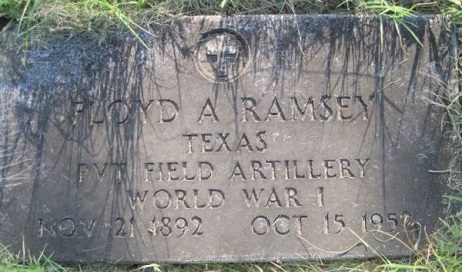 FLOYD A RAMSEY
TEXAS
PVT FIELD ARTILLERY
WORLD WAR I
NOV 21 1892 OCT 15